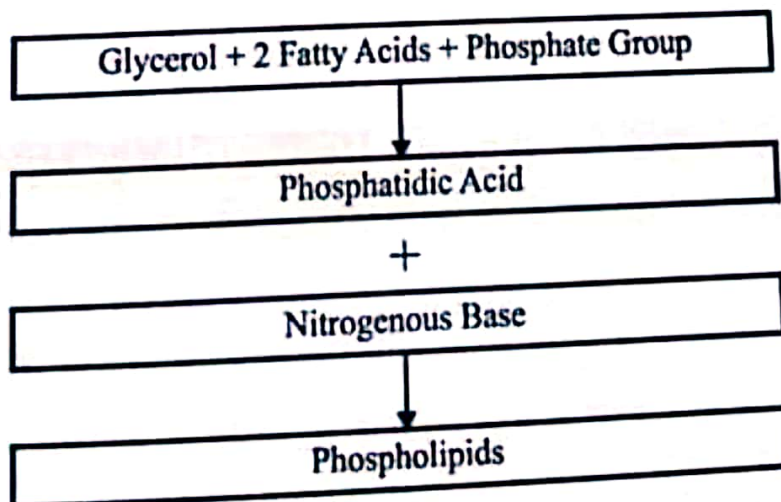 Glycerol + 2 Fatty Acids + Phosphate Group
Phosphatidic Acid
+
Nitrogenous Base
Phospholipids